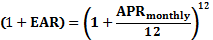 (1 + EAR) = (1 + APR_monthly / 12)^12